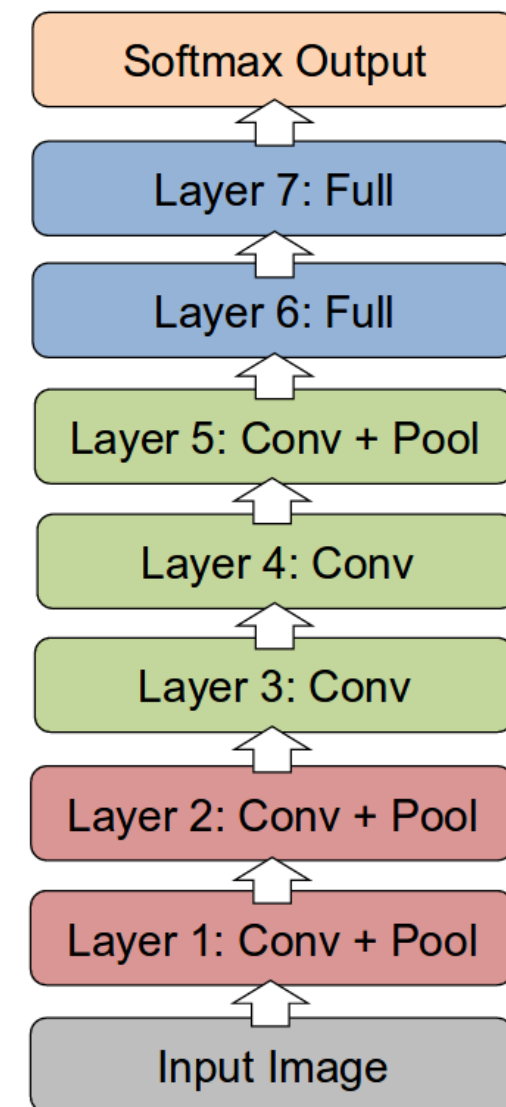 Softmax Output
Layer 7: Full
Layer 6: Full
Layer 5: Conv + Pool
Layer 4: Conv
Layer 3: Conv
Layer 2: Conv + Pool
Layer 1: Conv + Pool
Input Image